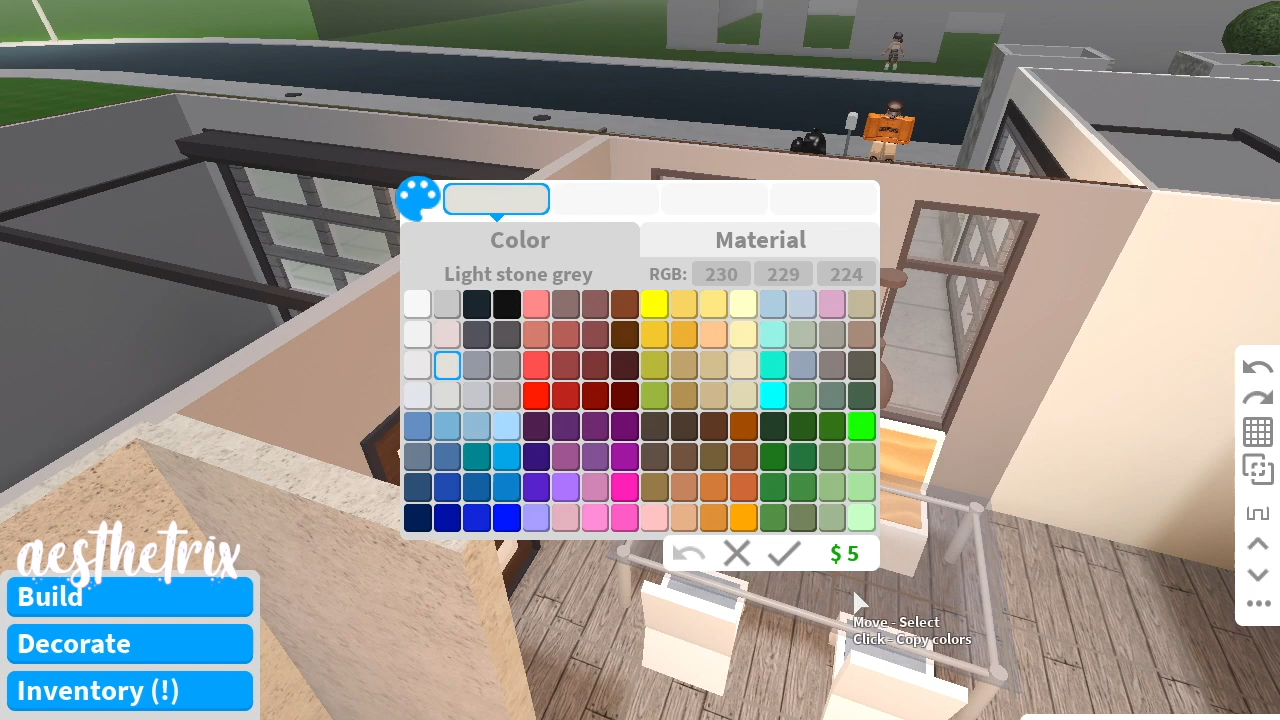 Color
Material
Light stone grey
RGB:
230
229
224
$ 5
Move - Select
Click - Copy colors
aesthetrix
Build
Decorate
Inventory (!)